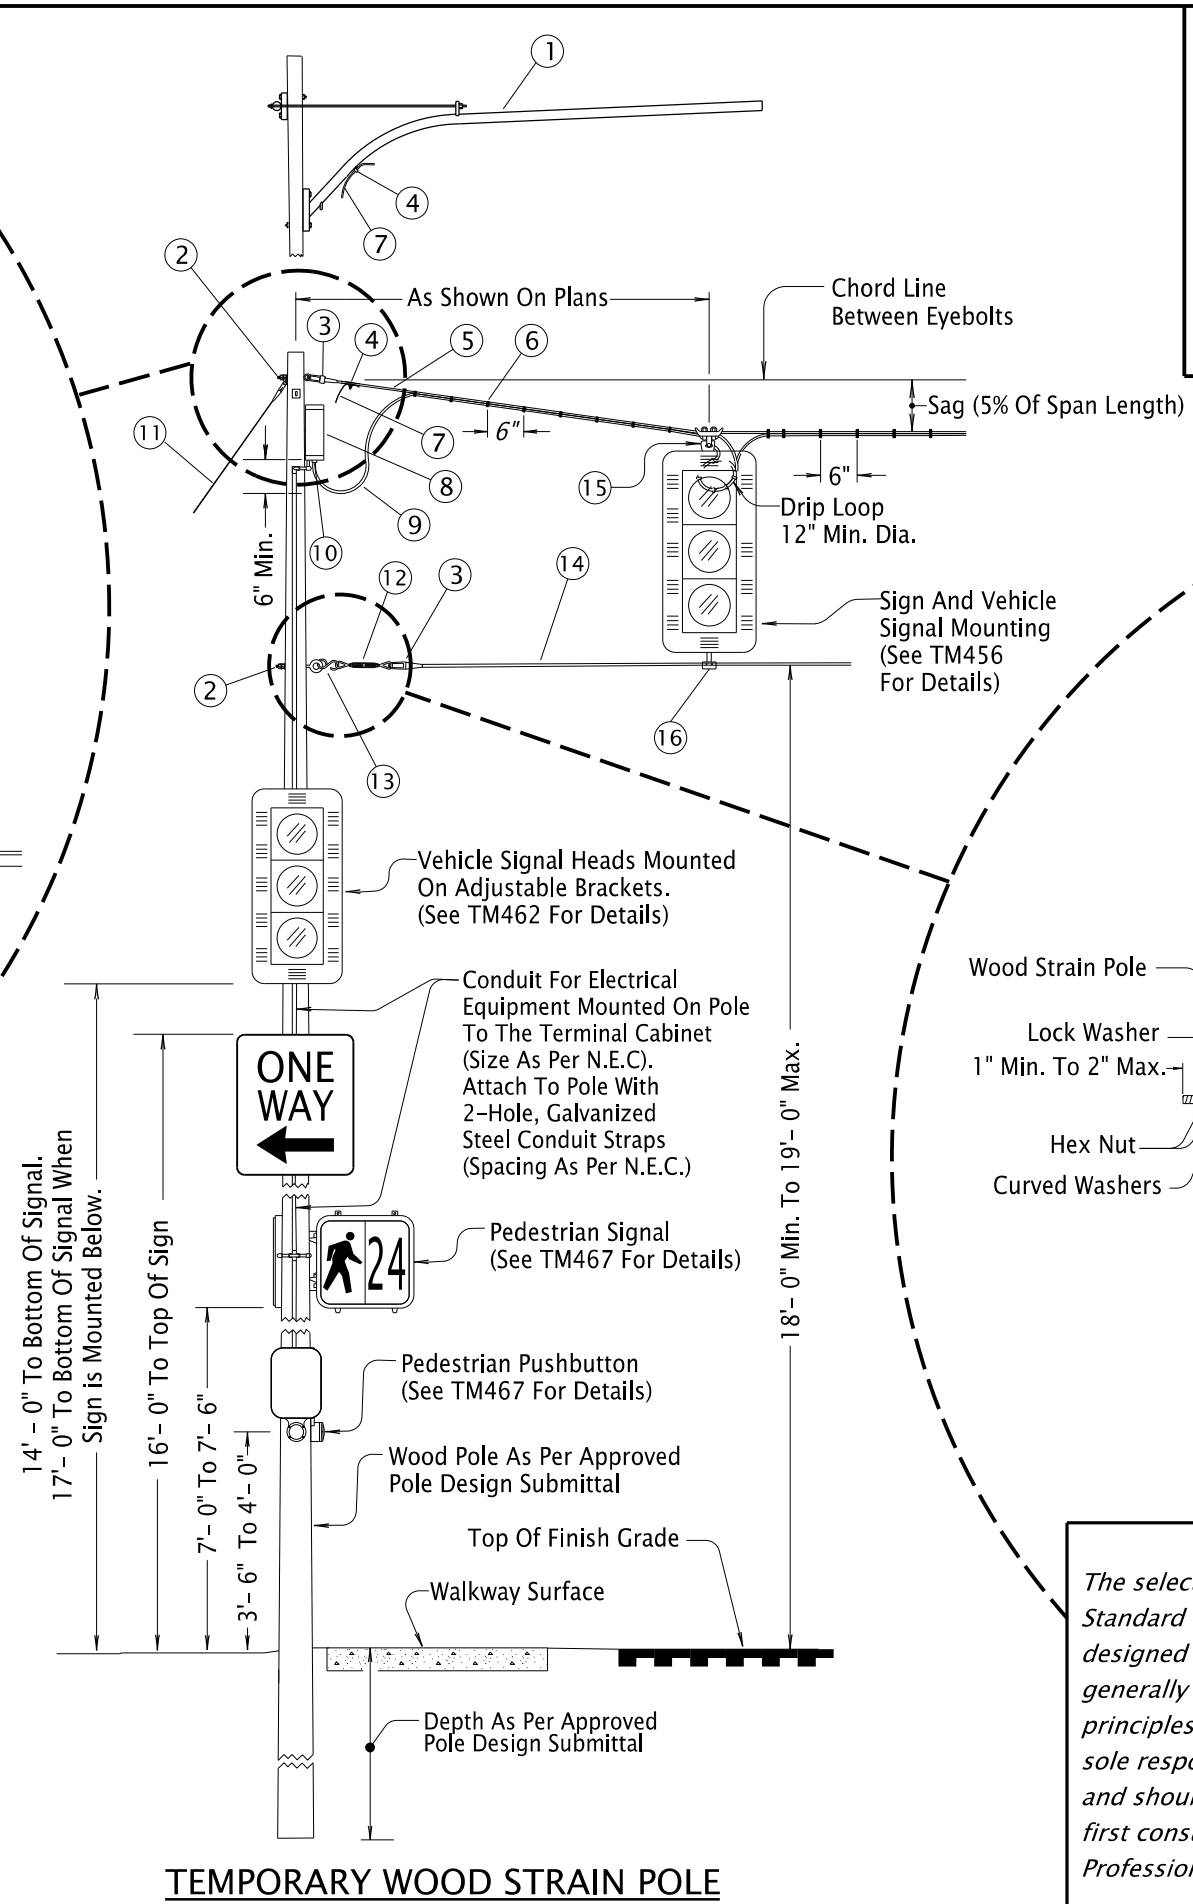 1
4
7
2
As Shown On Plans
Chord Line
Between Eyebolts
3
4
5
6
Sag (5% Of Span Length)
11
6"
7
8
15
6"
Drip Loop
12" Min. Dia.
9
10
6" Min.
12
3
14
Sign And Vehicle
Signal Mounting
(See TM456
For Details)
2
13
16
Vehicle Signal Heads Mounted
On Adjustable Brackets.
(See TM462 For Details)
Wood Strain Pole
Conduit For Electrical
Equipment Mounted On Pole
To The Terminal Cabinet
(Size As Per N.E.C).
Attach To Pole With
2-Hole, Galvanized
Steel Conduit Straps
(Spacing As Per N.E.C.)
Lock Washer
1" Min. To 2" Max.
Hex Nut
Curved Washers
ONE
WAY
18'- 0" Min. To 19'- 0" Max.
14' - 0" To Bottom Of Signal.
17'- 0" To Bottom Of Signal When
Sign is Mounted Below.
16'- 0" To Top Of Sign
7'- 0" To 7'- 6"
3'- 6" To 4'- 0"
24
Pedestrian Signal
(See TM467 For Details)
Pedestrian Pushbutton
(See TM467 For Details)
Wood Pole As Per Approved
Pole Design Submittal
Top Of Finish Grade
Walkway Surface
Depth As Per Approved
Pole Design Submittal
The
Standard
designed
generally
principles
sole
and
first
TEMPORARY WOOD STRAIN POLE